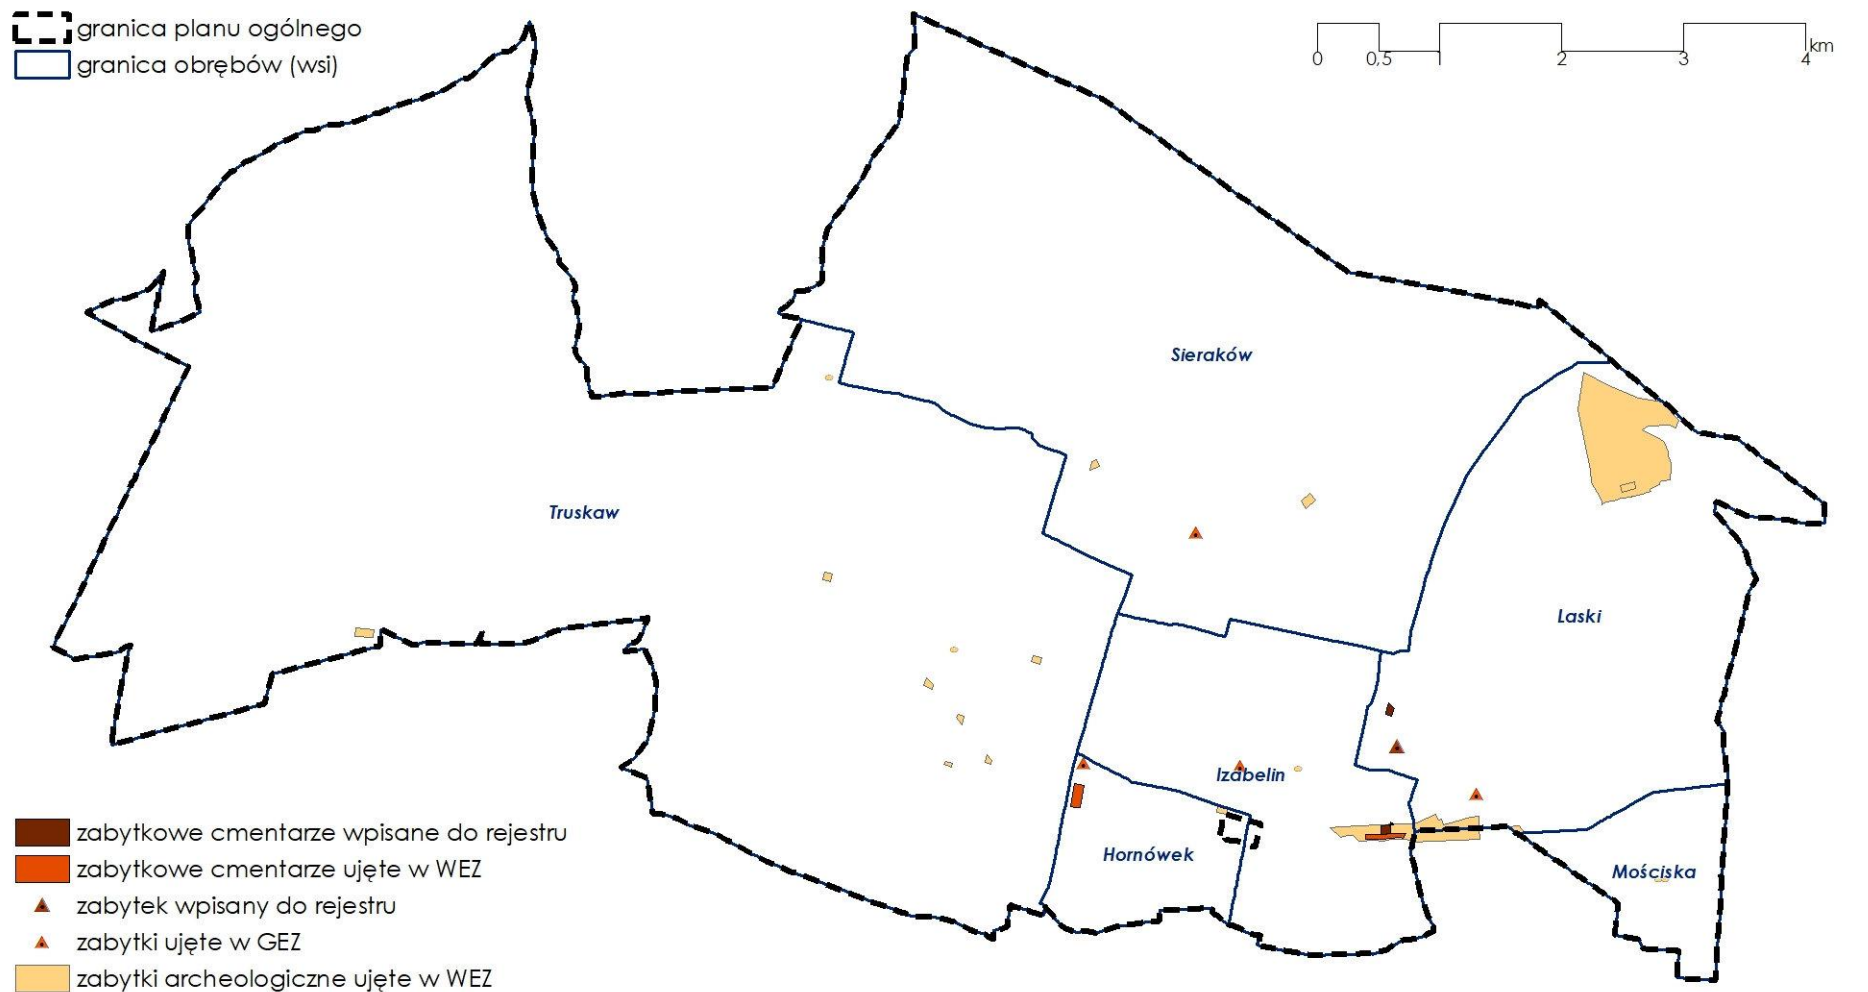 granica planu ogólnego
granica obrębów (wsi)
km
0 0,5 1 2 3 4
Sieraków
Truskaw
Laski
Izabelin
Hornówek
Mościska
zabytkowe cmentarze wpisane do rejestru
zabytkowe cmentarze ujęte w WEZ
zabytek wpisany do rejestru
zabytki ujęte w GEZ
zabytki archeologiczne ujęte w WEZ